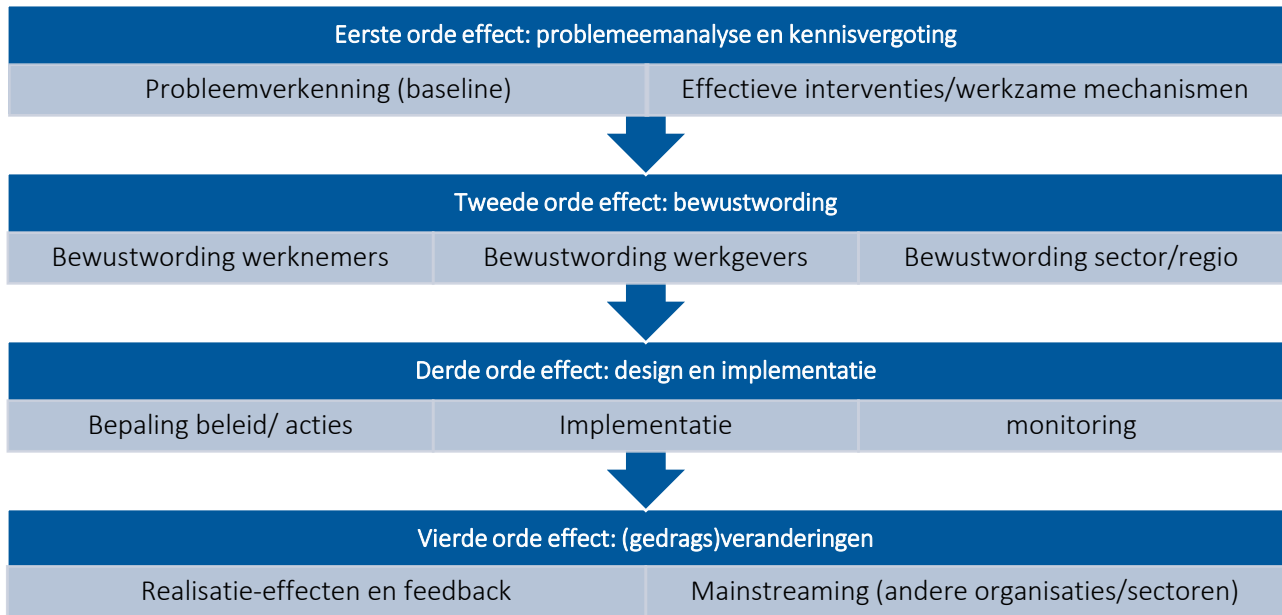 Eerste orde effect: problemeemanalyse en kennisvergoting
Probleemverkenning (baseline)
Effectieve interventies/werkzame mechanismen
Tweede orde effect: bewustwording
Bewustwording werknemers
Bewustwording werkgevers
Bewustwording sector/regio
Derde orde effect: design en implementatie
Bepaling beleid/ acties
Implementatie
monitoring
Vierde orde effect: (gedrags)veranderingen
Realisatie-effecten en feedback
Mainstreaming (andere organisaties/sectoren)